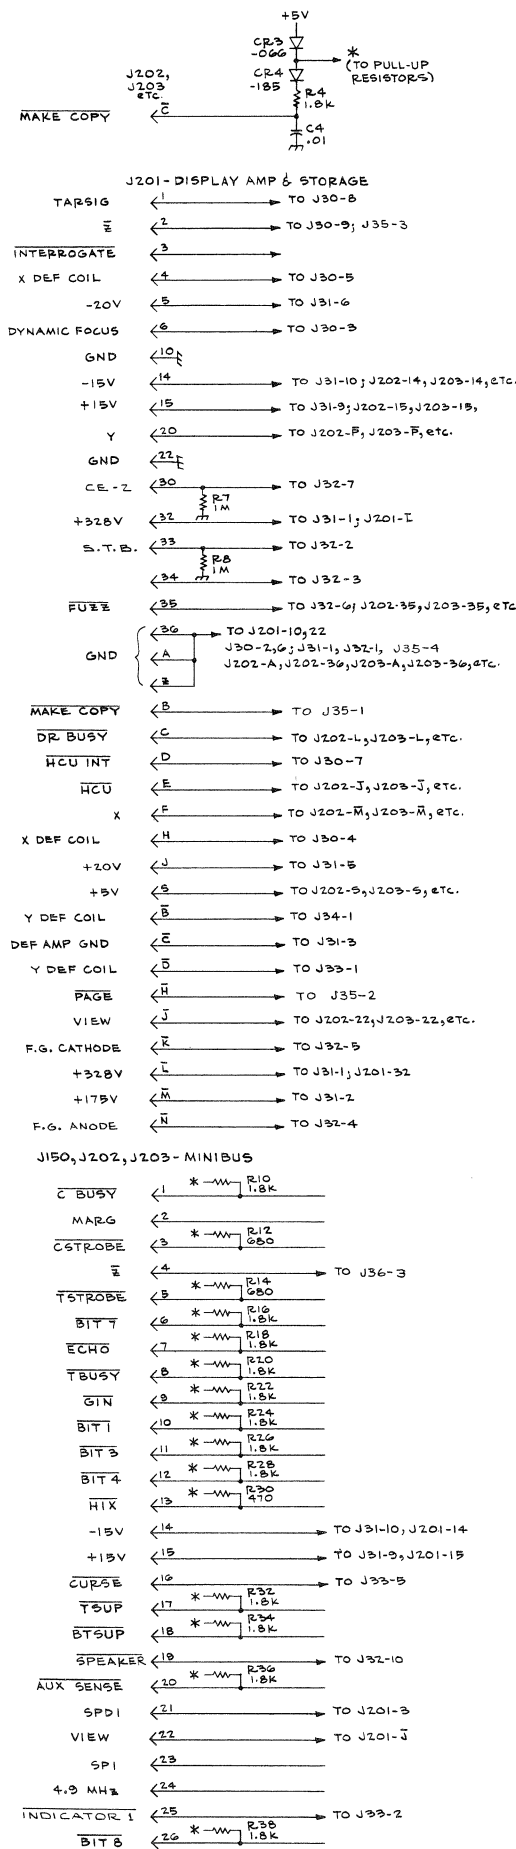 +5V
CR3
-066
*
(TO PULL-UP
RESISTORS)
CR4
-185
R4
1.8K
J202,
J203
etc.
MAKE COPY C̅
C4
.01
J201-DISPLAY AMP & STORAGE
TARSIG 1 TO J30-8
Z̅ 2 TO J30-9; J35-3
INTERROGATE 3
X DEF COIL 4 TO J30-5
-20V 5 TO J31-6
DYNAMIC FOCUS 6 TO J30-3
GND 10
-15V 14 TO J31-10; J202-14, J203-14, etc.
+15V 15 TO J31-9; J202-15, J203-15,
Y 20 TO J202-P̅, J203-P̅, etc.
GND 22
CE-2 30 TO J32-7
R7
1M
+328V 32 TO J31-1; J201-L̅
S.T.B. 33 TO J32-2
R8
1M
34 TO J32-3
FUZZ 35 TO J32-6; J202-35, J203-35, etc
36 TO J201-10,22
GND A J30-2,6; J31-1, J32-1, J35-4
J202-A, J202-36, J203-A, J203-36, etc.
Z
MAKE COPY B TO J35-1
DR BUSY C TO J202-L, J203-L, etc.
HCU INT D TO J30-7
HCU E TO J202-J̅, J203-J̅, etc.
X F TO J202-M̅, J203-M̅, etc.
X DEF COIL H TO J30-4
+20V J TO J31-5
+5V S TO J202-S, J203-S, etc.
Y DEF COIL B̅ TO J34-1
DEF AMP GND C̅ TO J31-3
Y DEF COIL D̅ TO J33-1
PAGE H̅ TO J35-2
VIEW J̅ TO J202-22, J203-22, etc.
F.G. CATHODE K̅ TO J32-5
+328V L̅ TO J31-1; J201-32
+175V M̅ TO J31-2
F.G. ANODE N̅ TO J32-4
J150, J202, J203-MINIBUS
C BUSY 1 * R10
1.8K
MARG 2
CSTROBE 3 * R12
680
Z̅ 4 TO J36-3
TSTROBE 5 * R14
680
BIT 7 6 * R16
1.8K
ECHO 7 * R18
1.8K
TBUSY 8 * R20
1.8K
GIN 9 * R22
1.8K
BIT 1 10 * R24
1.8K
BIT 3 11 * R26
1.8K
BIT 4 12 * R28
1.8K
HIX 13 * R30
470
-15V 14 TO J31-10, J201-14
+15V 15 TO J31-9, J201-15
CURSE 16 TO J33-5
TSUP 17 * R32
1.8K
BTSUP 18 * R34
1.8K
SPEAKER 19 TO J32-10
AUX SENSE 20 * R36
1.8K
SPDI 21 TO J201-3
VIEW 22 TO J201-J̅
SPI 23
4.9 MHz 24
INDICATOR 1 25 TO J33-2
BIT 8 26 * R38
1.8K